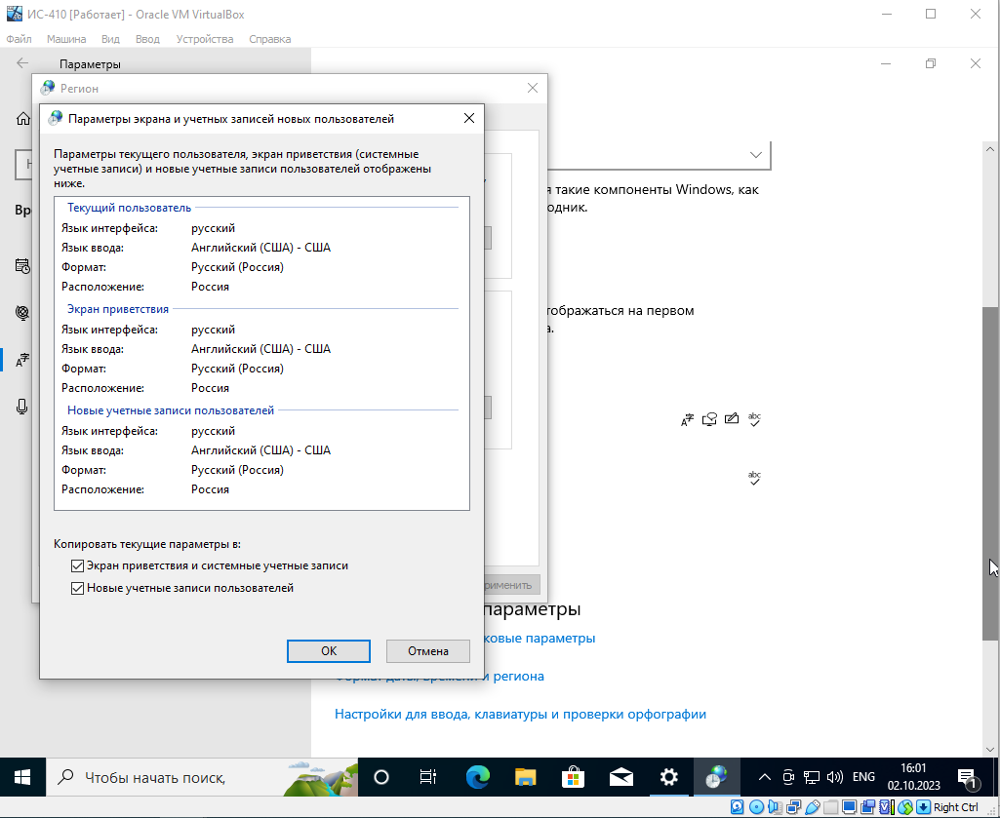 ИС-410 [Работает] - Oracle VM VirtualBox
Файл Машина Вид Ввод Устройства Справка
Параметры
Регион
Параметры экрана и учетных записей новых пользователей
Параметры текущего пользователя, экран приветствия (системные
учетные записи) и новые учетные записи пользователей отображены
ниже.
Текущий пользователь
Язык интерфейса: русский
Язык ввода: Английский (США) - США
Формат: Русский (Россия)
Расположение: Россия
Экран приветствия
Язык интерфейса: русский
Язык ввода: Английский (США) - США
Формат: Русский (Россия)
Расположение: Россия
Новые учетные записи пользователей
Язык интерфейса: русский
Язык ввода: Английский (США) - США
Формат: Русский (Россия)
Расположение: Россия
Копировать текущие параметры в:
Экран приветствия и системные учетные записи
Новые учетные записи пользователей
ОК Отмена
Вр
такие компоненты Windows, как
тображаться на первом
abc
abc
рименить
параметры
ковые параметры
региона
Настройки для ввода, клавиатуры и проверки орфографии
Чтобы начать поиск,
ENG
16:01
02.10.2023
1
Right Ctrl